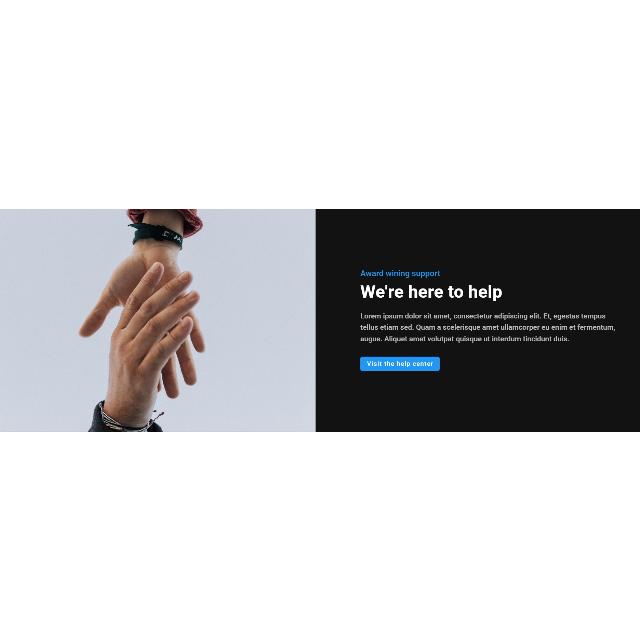 Award wining support
We're here to help
Lorem ipsum dolor sit amet, consectetur adipiscing elit. Et, egestas tempus
tellus etiam sed. Quam a scelerisque amet ullamcorper eu enim et fermentum,
augue. Aliquet amet volutpat quisque ut interdum tincidunt duis.
Visit the help center